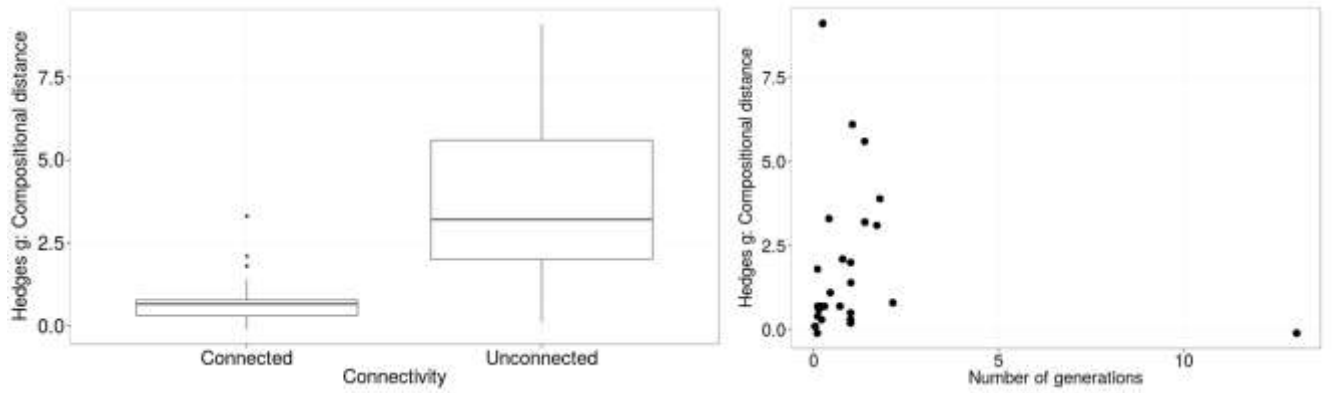 Hedges g: Compositional distance
7.5
5.0
2.5
0.0
Connected
Unconnected
Connectivity
Hedges g: Compositional distance
7.5
5.0
2.5
0.0
0
5
10
Number of generations